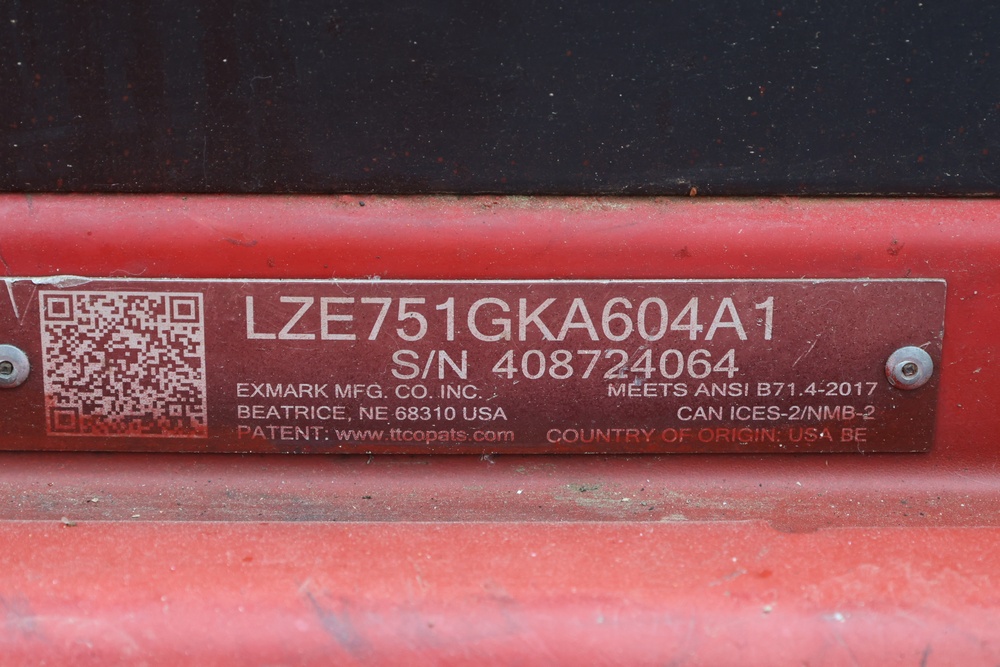 LZE751GKA604A1
S/N 408724064
EXMARK MFG. CO. INC.
MEETS ANSI B71.4-2017
BEATRICE, NE 68310 USA
CAN ICES-2/NMB-2
PATENT: www.ttcopats.com
COUNTRY OF ORIGIN: USA BE